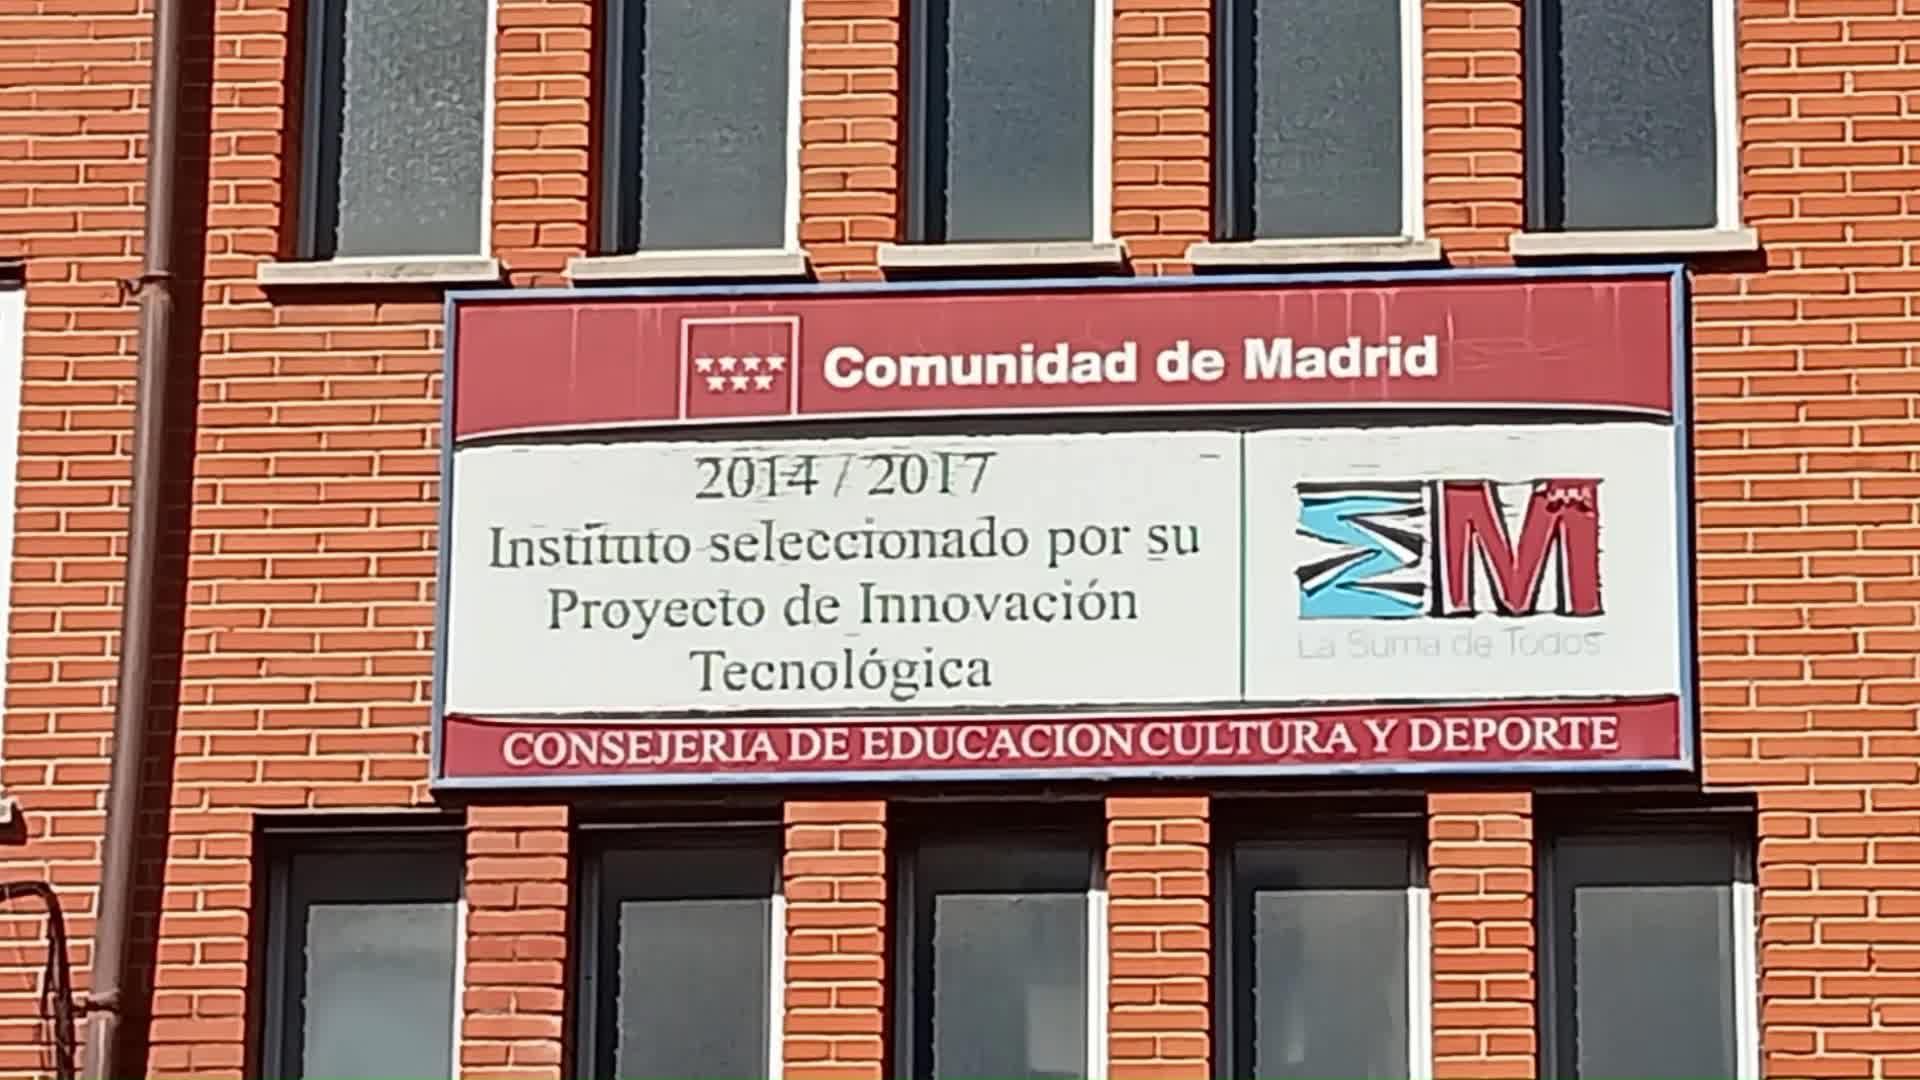 Comunidad de Madrid
2014 / 2017
Instituto seleccionado por su
Proyecto de Innovación
Tecnológica
ΣM
La Suma de Todos
CONSEJERIA DE EDUCACION CULTURA Y DEPORTE